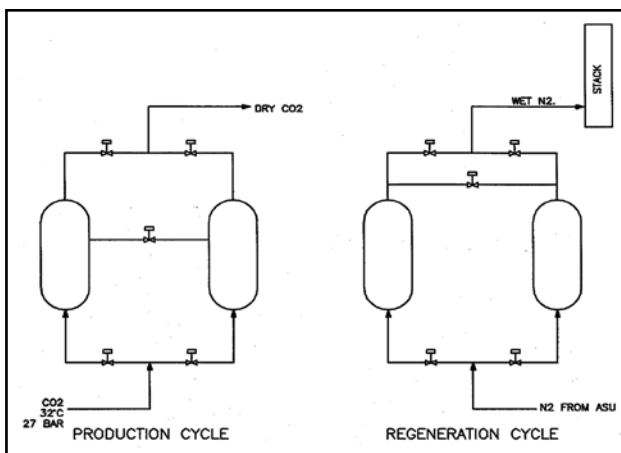 DRY CO2
CO2
32°C
27 BAR
PRODUCTION CYCLE
STACK
WET N2.
N2 FROM ASU
REGENERATION CYCLE